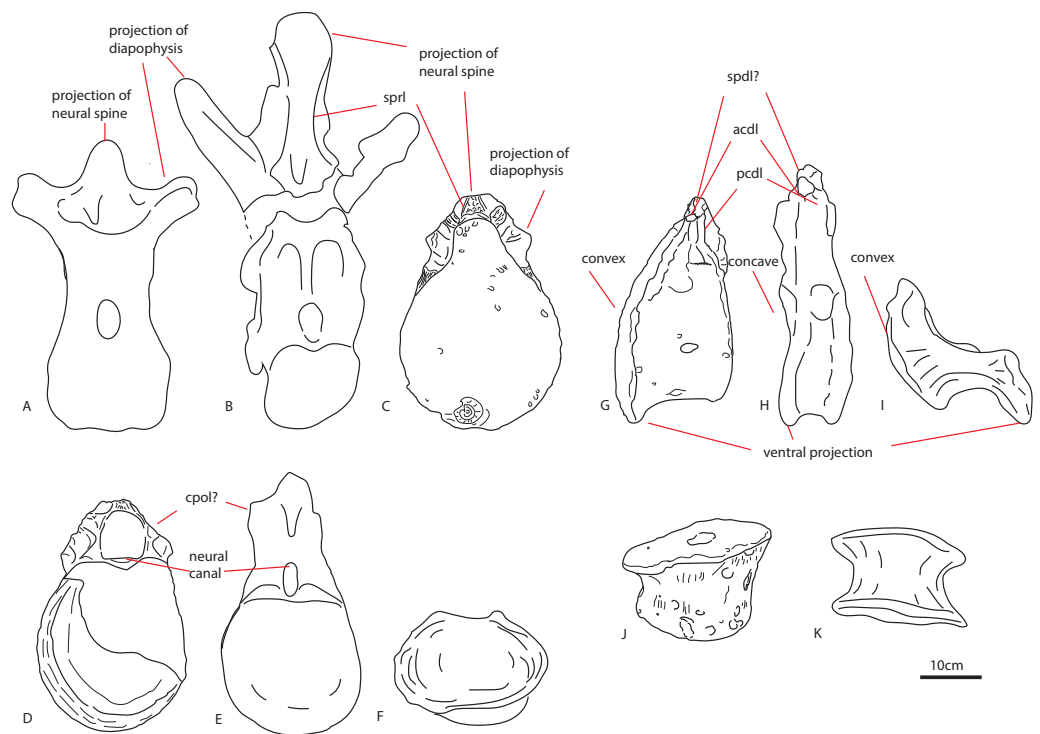 projection of
diapophysis
projection of
neural spine
projection of
neural spine
sprl
projection of
diapophysis
spdl?
acdl
pcdl
convex
concave
convex
A
B
C
G
H
I
ventral projection
cpol?
neural
canal
D
E
F
J
K
10cm